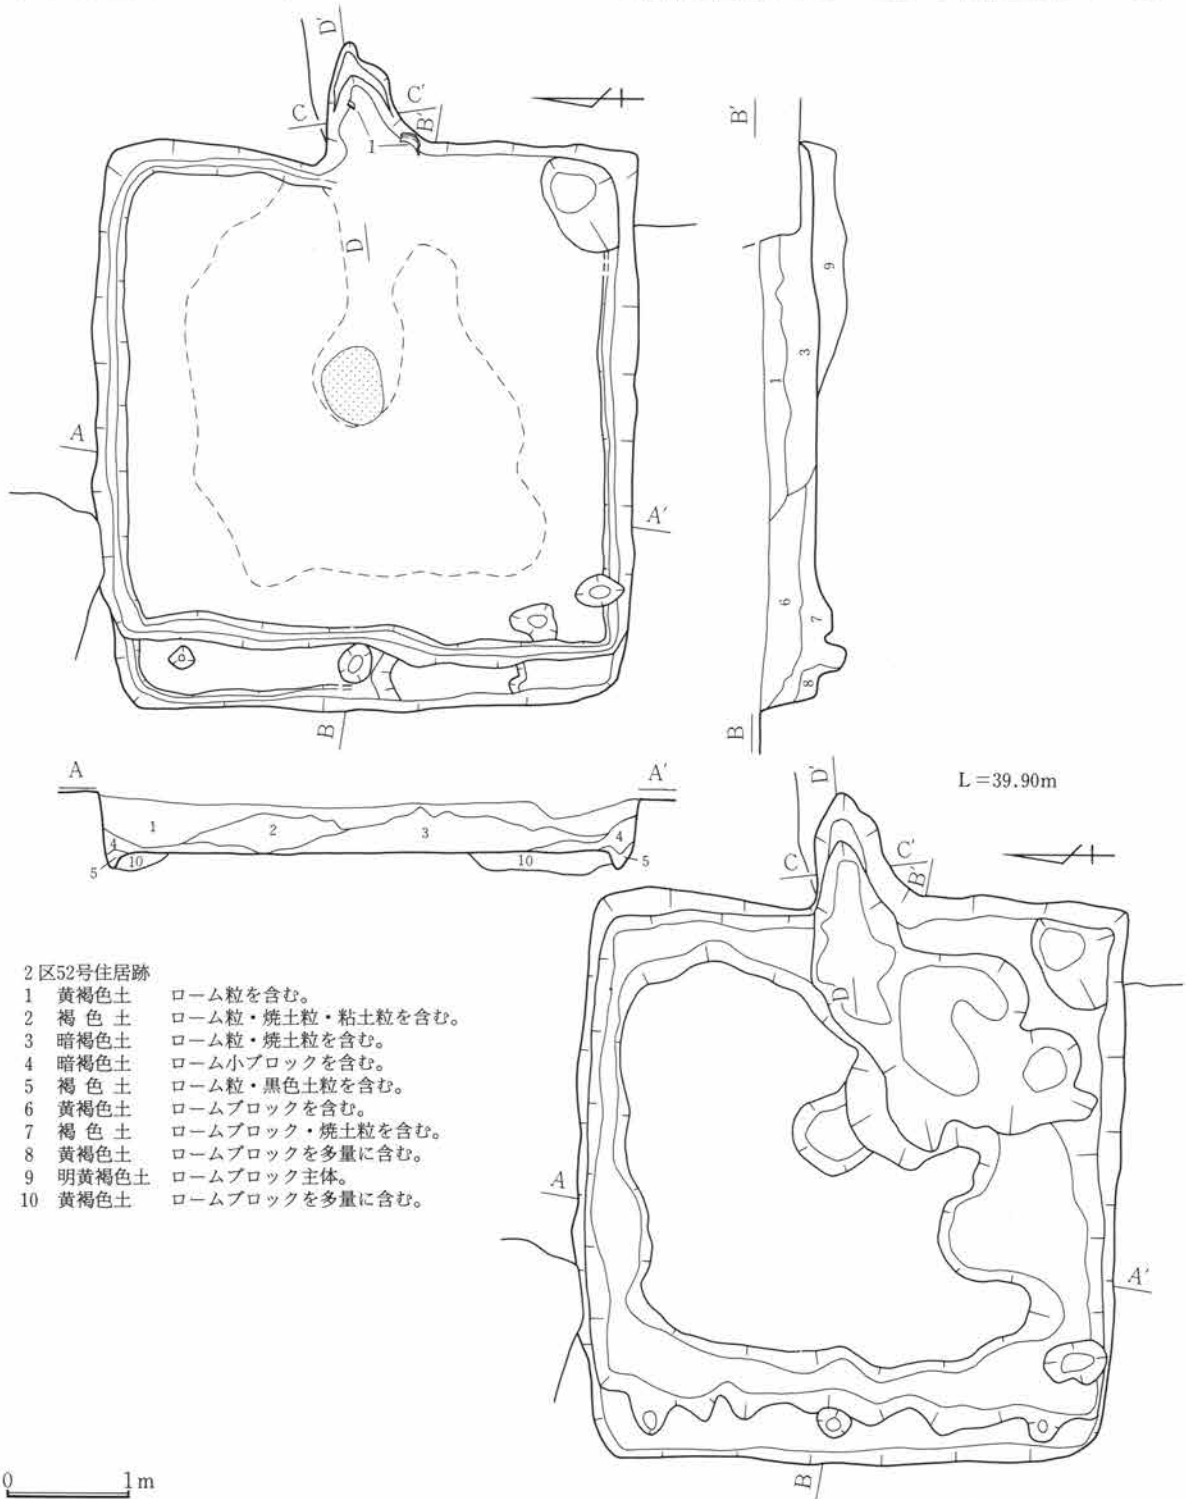 D'
C
C'
B'
1
D
A
A'
B
B'
9
3
1
6
7
8
B
A
A'
1
2
3
4
4
5
10
10
5
L=39.90m
D'
C
C'
B'
D
A
A'
B
2区52号住居跡
1 黄褐色土 ローム粒を含む。
2 褐色土 ローム粒・焼土粒・粘土粒を含む。
3 暗褐色土 ローム粒・焼土粒を含む。
4 暗褐色土 ローム小ブロックを含む。
5 褐色土 ローム粒・黒色土粒を含む。
6 黄褐色土 ロームブロックを含む。
7 褐色土 ロームブロック・焼土粒を含む。
8 黄褐色土 ロームブロックを多量に含む。
9 明黄褐色土 ロームブロック主体。
10 黄褐色土 ロームブロックを多量に含む。
0 1m